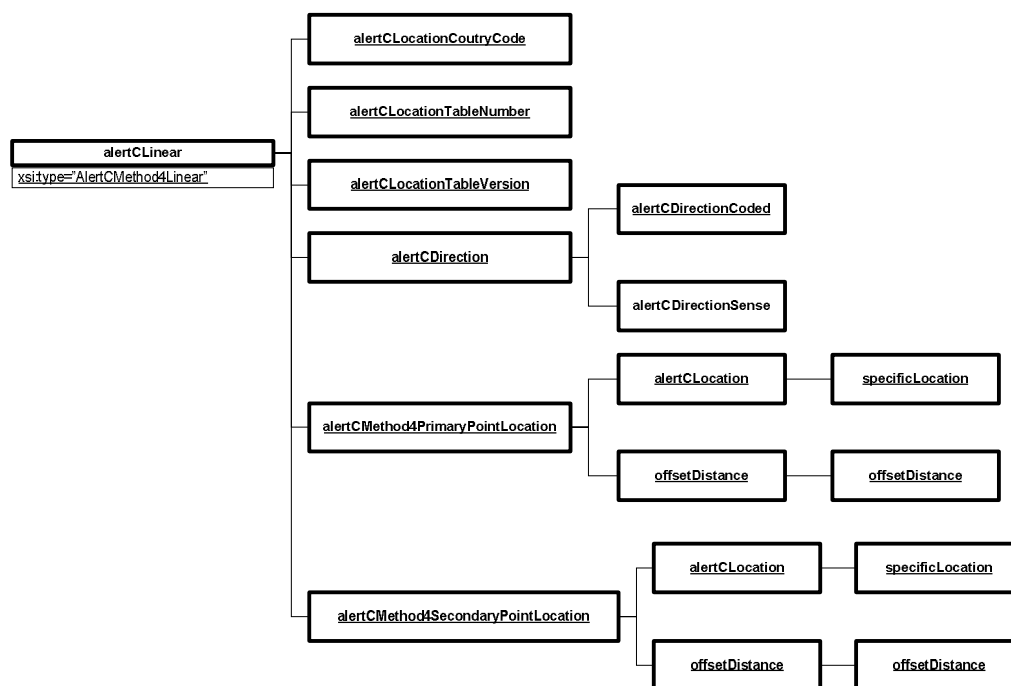 alertCLocationCoutryCode
alertCLocationTableNumber
alertCLinear
xsi:type="AlertCMethod4Linear"
alertCLocationTableVersion
alertCDirectionCoded
alertCDirection
alertCDirectionSense
alertCLocation
specificLocation
alertCMethod4PrimaryPointLocation
offsetDistance
offsetDistance
alertCLocation
specificLocation
alertCMethod4SecondaryPointLocation
offsetDistance
offsetDistance